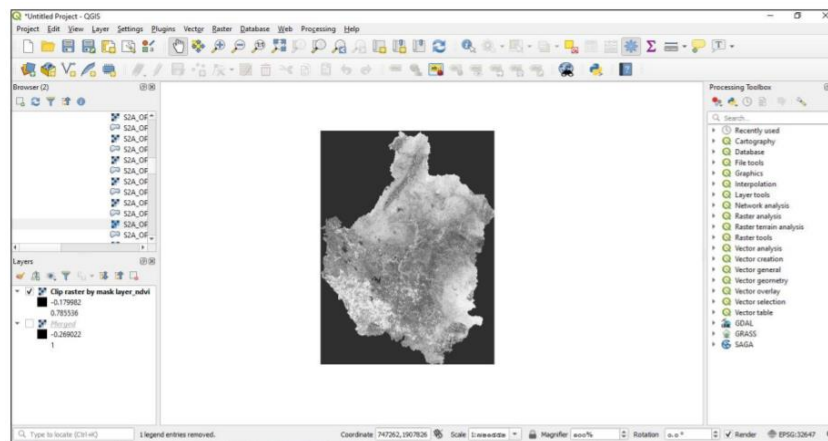 *Untitled Project - QGIS
Project Edit View Layer Settings Plugins Vector Raster Database Web Processing Help
Browser (2)
S2A_OF
S2A_OF
S2A_OF
S2A_OF
S2A_OF
S2A_OF
S2A_OF
S2A_OF
S2A_OF
Layers
Clip raster by mask layer_ndvi
-0.179982
0.785536
Merged
-0.269022
1
Processing Toolbox
Search...
Recently used
Cartography
Database
File tools
Graphics
Interpolation
Layer tools
Network analysis
Raster analysis
Raster terrain analysis
Raster tools
Vector analysis
Vector creation
Vector general
Vector geometry
Vector overlay
Vector selection
Vector table
GDAL
GRASS
SAGA
Type to locate (Ctrl+K) 1 legend entries removed. Coordinate 747262,1907826 Scale Magnifier Rotation 0.0 ° Render EPSG:32647